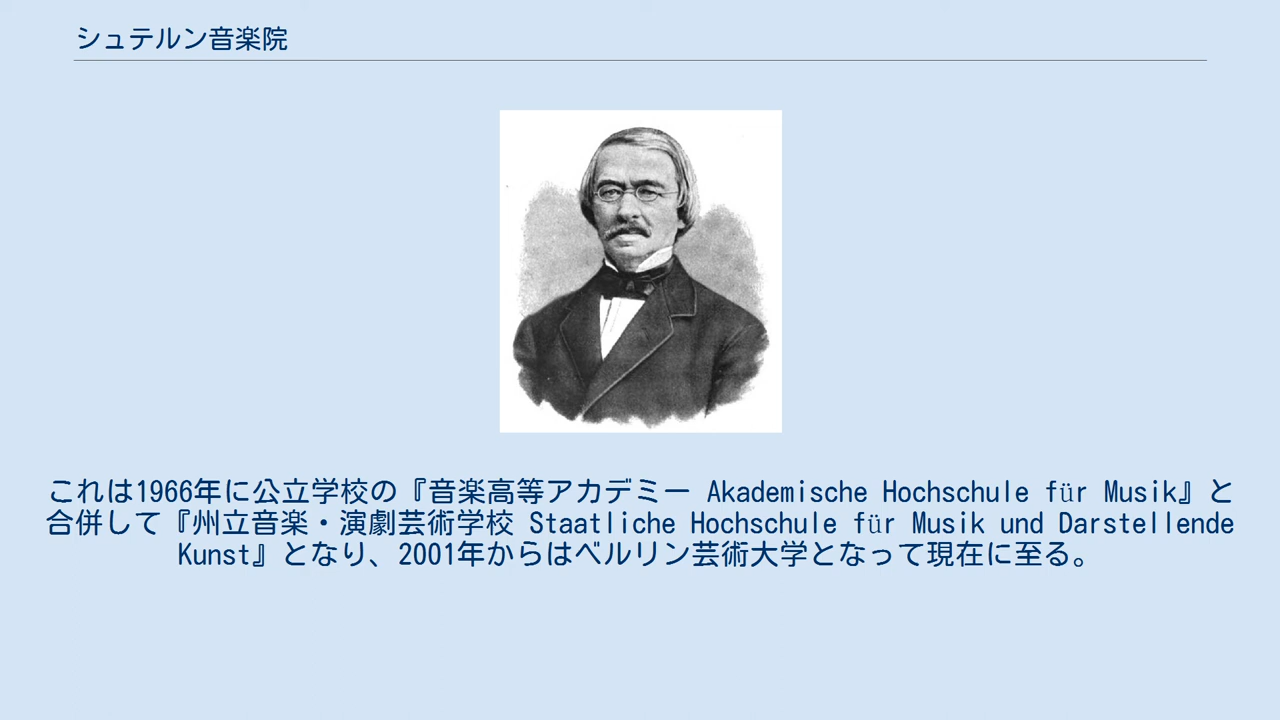 シュテルン音楽院
これは1966年に公立学校の『音楽高等アカデミー Akademische Hochschule für Musik』と
合併して『州立音楽・演劇芸術学校 Staatliche Hochschule für Musik und Darstellende
Kunst』となり、2001年からはベルリン芸術大学となって現在に至る。